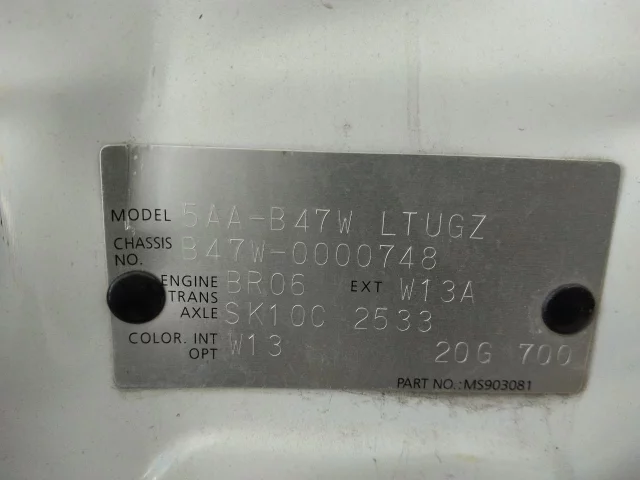 MODEL 5AA-B47W LTUGZ
CHASSIS NO. B47W-0000748
ENGINE BR06 EXT W13A
TRANS AXLE SK10C 2533
COLOR. INT W13
OPT 20G 700
PART NO.:MS903081